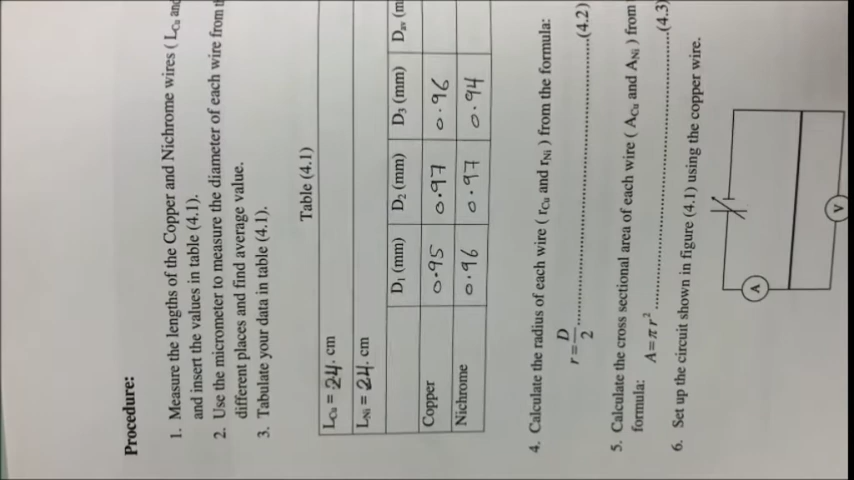 Procedure:
1. Measure the lengths of the Copper and Nichrome wires ( LCu and
and insert the values in table (4.1).
2. Use the micrometer to measure the diameter of each wire from
different places and find average value.
3. Tabulate your data in table (4.1).
Table (4.1)
LCu = 24. cm
LNi = 24. cm
D1 (mm) D2 (mm) D3 (mm) Dav
Copper 0.95 0.97 0.96
Nichrome 0.96 0.97 0.94
4. Calculate the radius of each wire ( rCu and rNi ) from the formula:
r = D/2 ..........(4.2)
5. Calculate the cross sectional area of each wire ( ACu and ANi ) from
formula:
A = π r² ..........(4.3)
6. Set up the circuit shown in figure (4.1) using the copper wire.
A
V